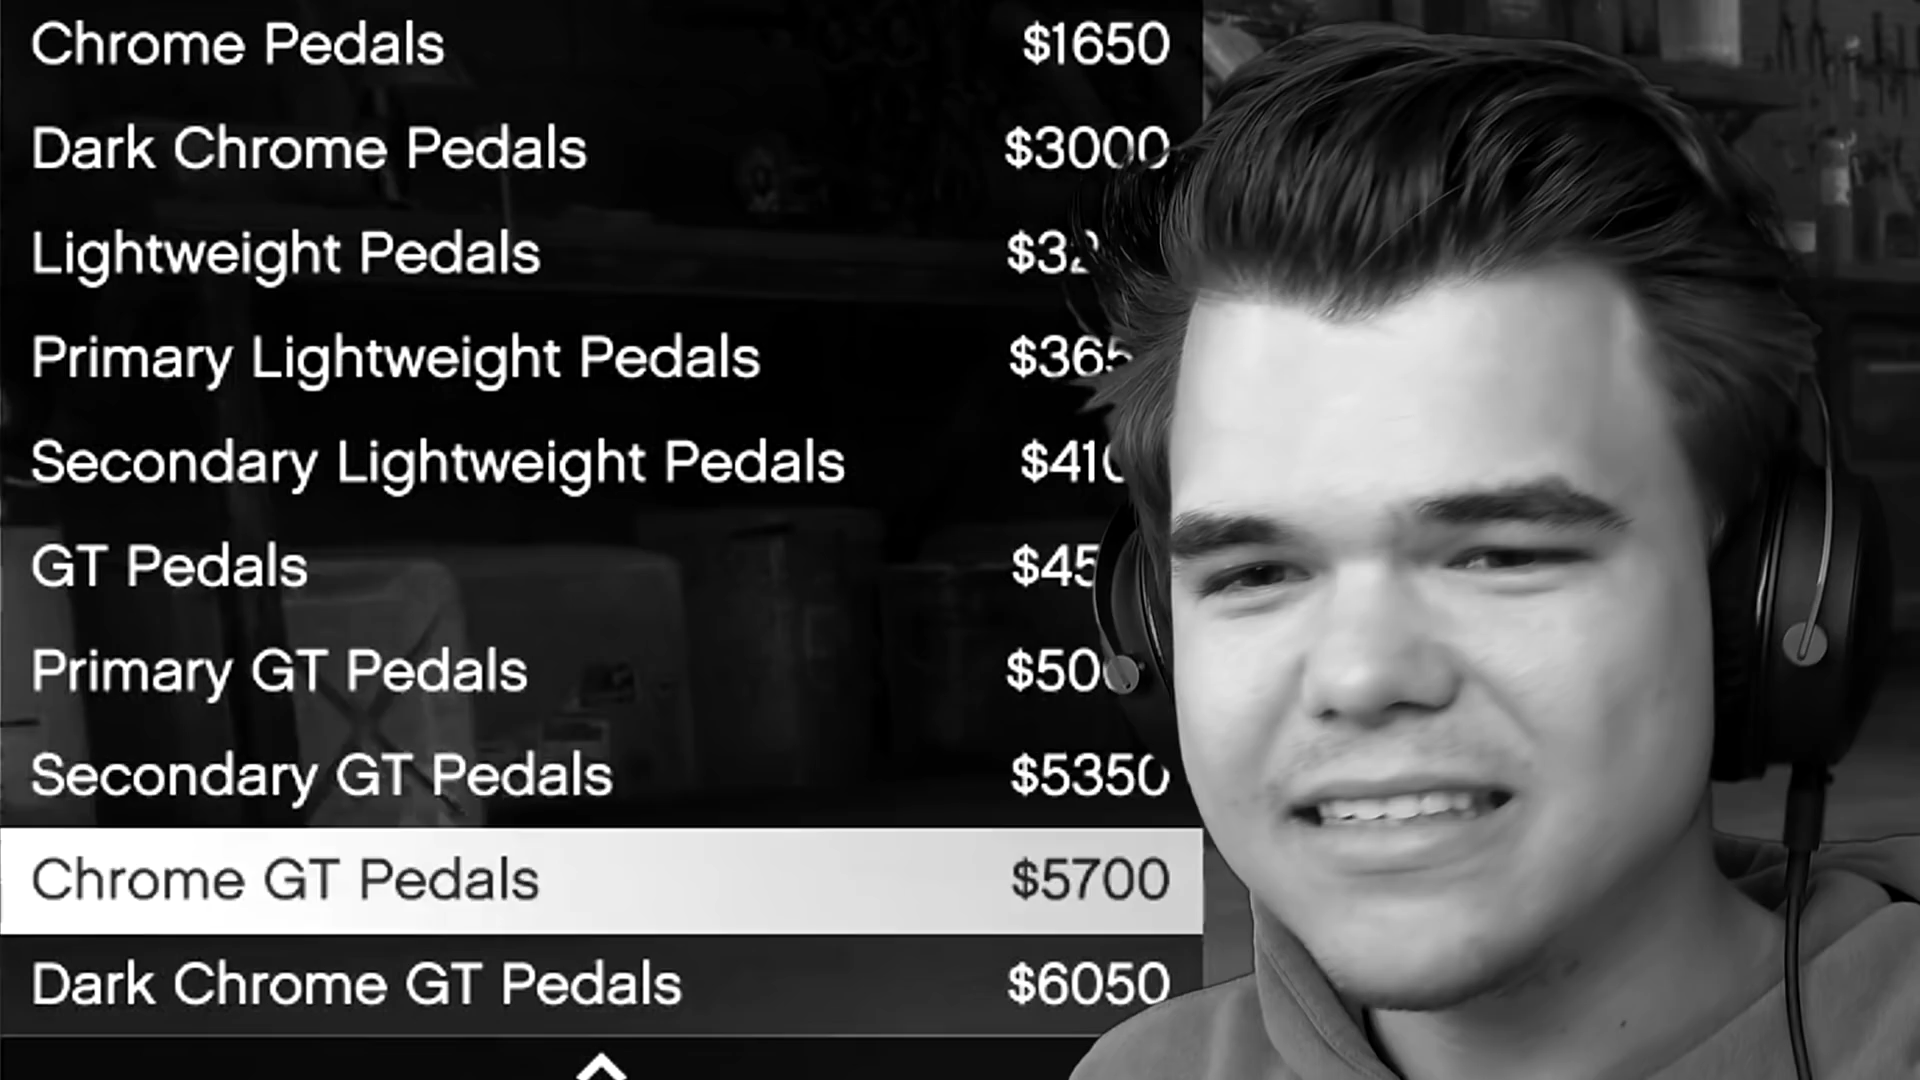 Chrome Pedals $1650
Dark Chrome Pedals $3000
Lightweight Pedals
Primary Lightweight Pedals
Secondary Lightweight Pedals
GT Pedals
Primary GT Pedals
Secondary GT Pedals $5350
Chrome GT Pedals $5700
Dark Chrome GT Pedals $6050